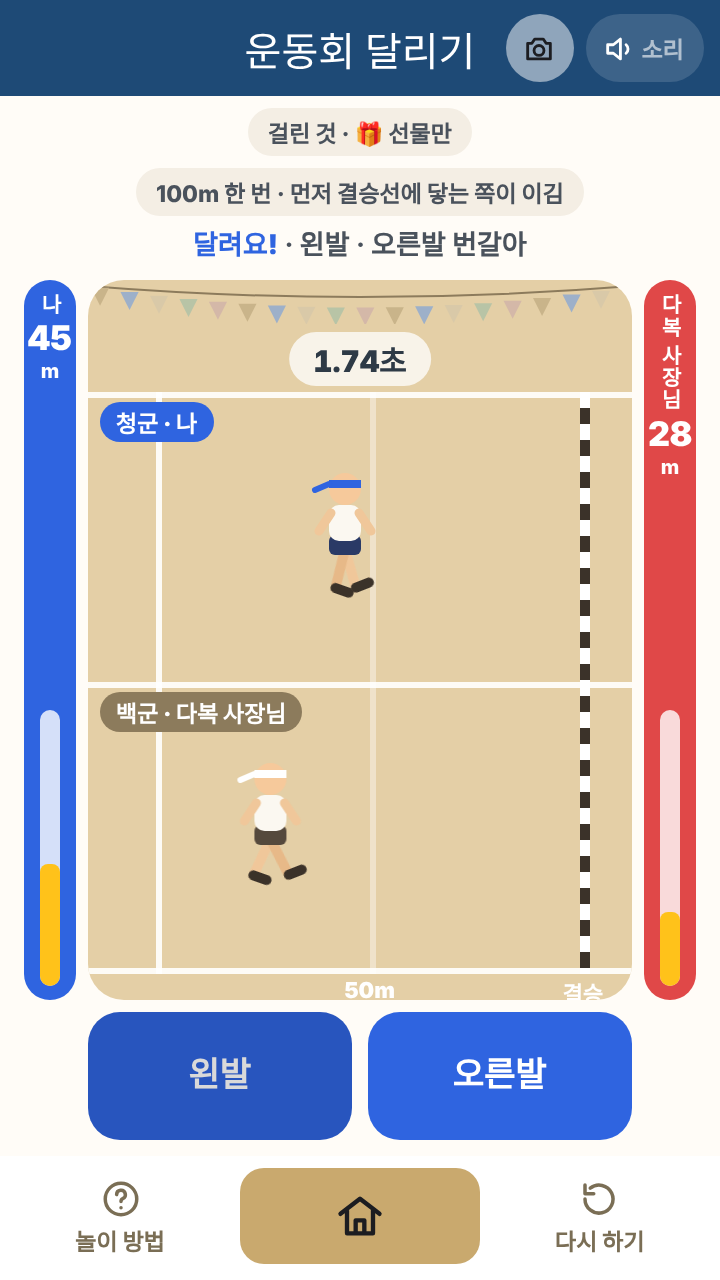 운동회 달리기
소리
걸린 것 · 🎁 선물만
100m 한 번 · 먼저 결승선에 닿는 쪽이 이김
달려요! · 왼발 · 오른발 번갈아
나
45
m
1.74초
다복 사장님
28
m
청군 · 나
백군 · 다복 사장님
50m
결승
왼발
오른발
놀이 방법
다시 하기